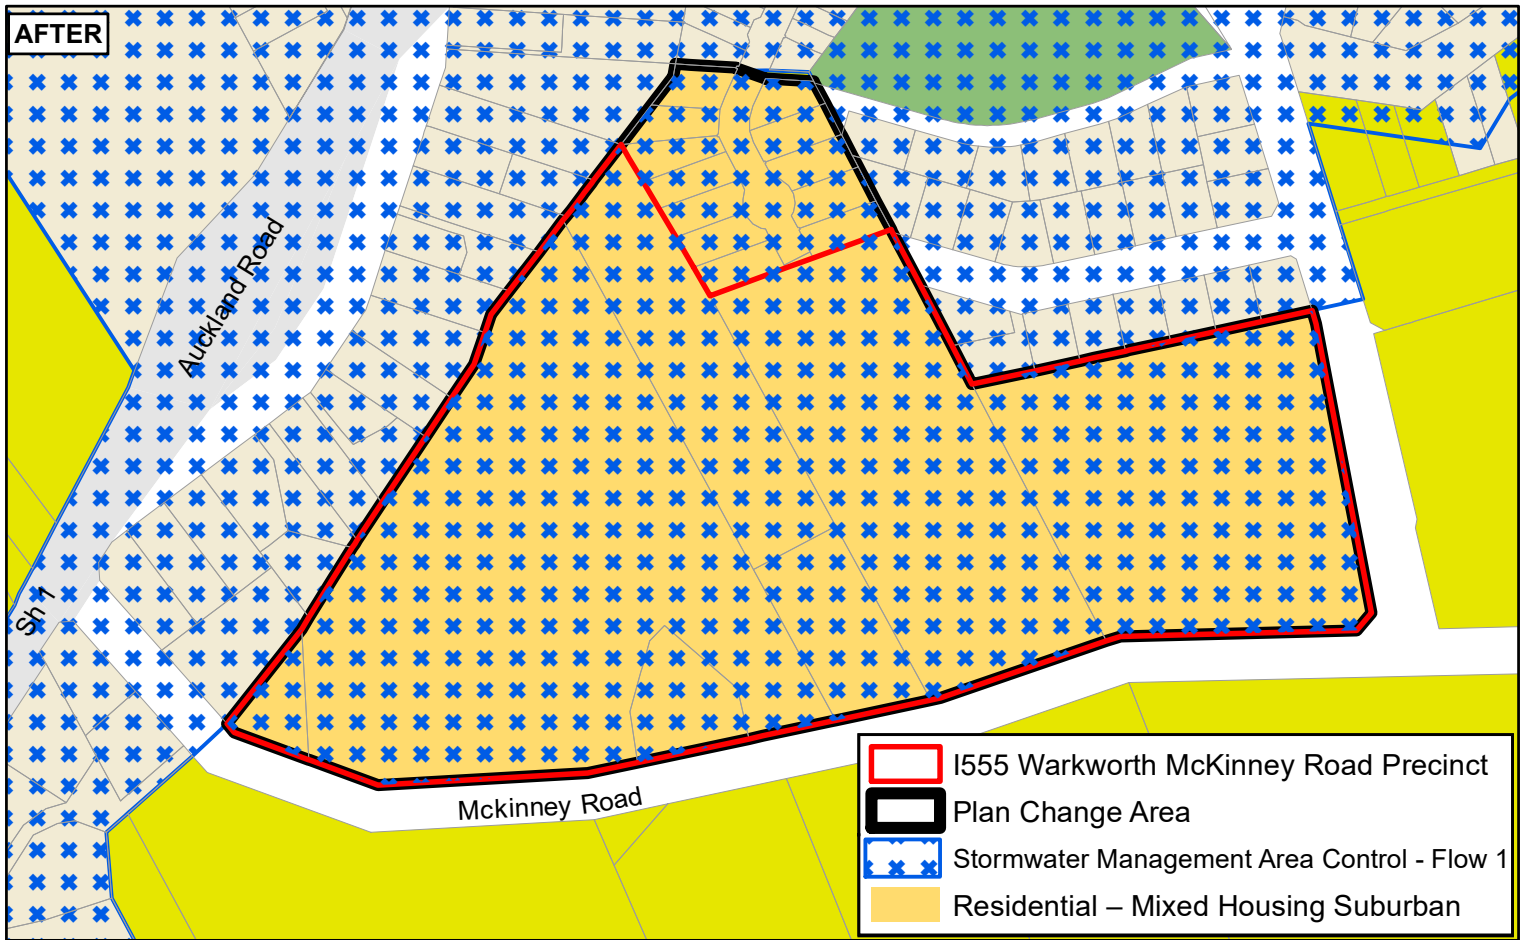 AFTER
Auckland Road
Sh 1
Mckinney Road
I555 Warkworth McKinney Road Precinct
Plan Change Area
Stormwater Management Area Control - Flow 1
Residential – Mixed Housing Suburban